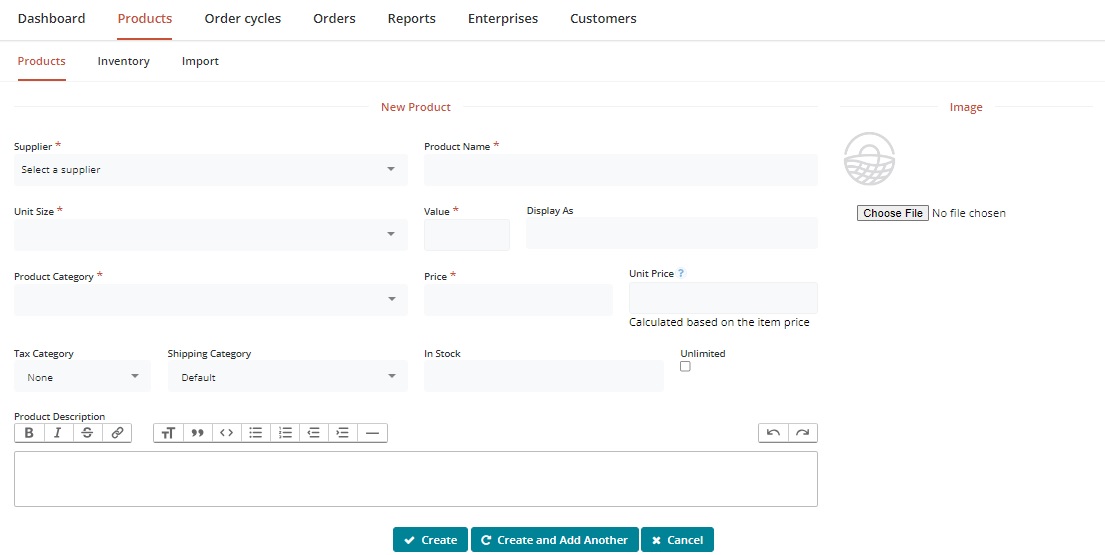 Dashboard Products Order cycles Orders Reports Enterprises Customers
Products Inventory Import
New Product Image
Supplier * Product Name *
Select a supplier
Unit Size * Value * Display As
Choose File No file chosen
Product Category * Price * Unit Price ?
Calculated based on the item price
Tax Category Shipping Category In Stock Unlimited
None Default
Product Description
Create Create and Add Another Cancel